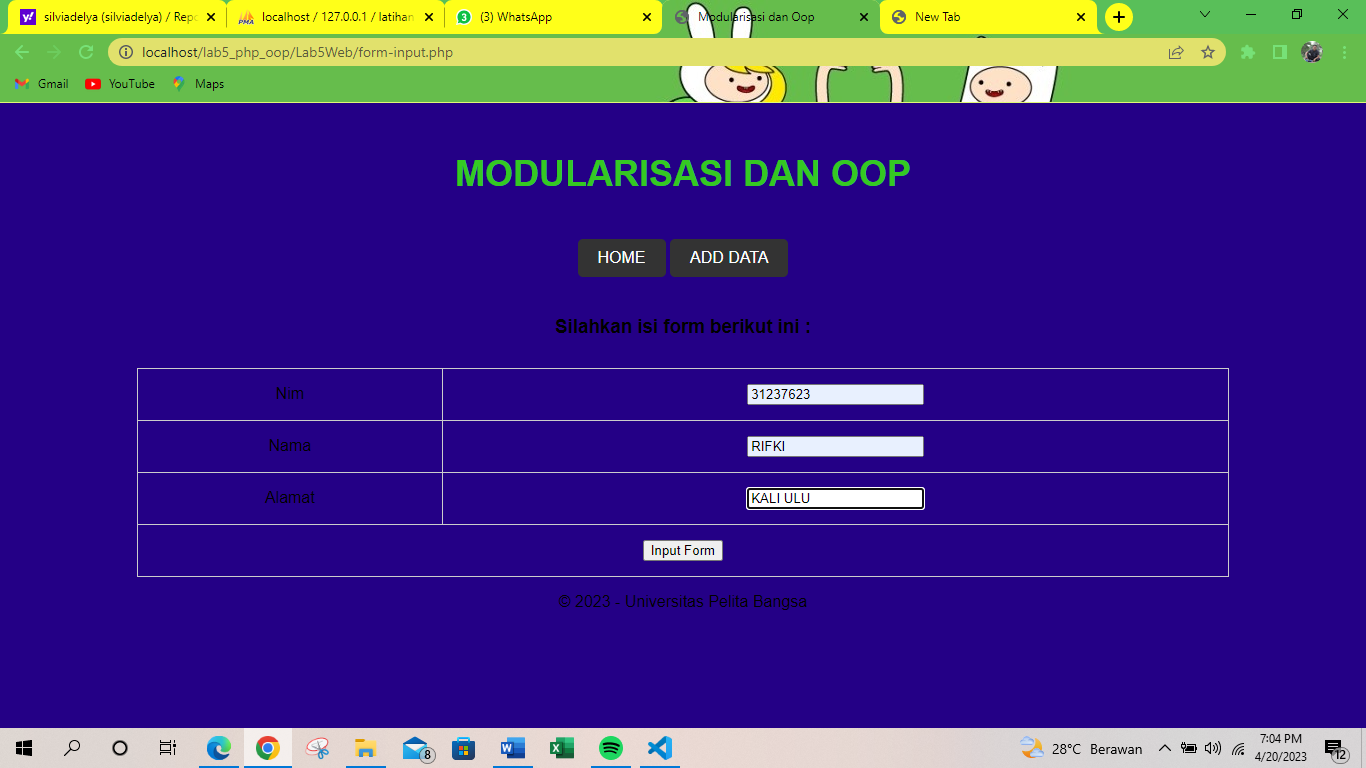 silviadelya (silviadelya) / Repo
localhost / 127.0.0.1 / latihan
(3) WhatsApp
Modularisasi dan Oop
New Tab
localhost/lab5_php_oop/Lab5Web/form-input.php
Gmail
YouTube
Maps
MODULARISASI DAN OOP
HOME
ADD DATA
Silahkan isi form berikut ini :
Nim
31237623
Nama
RIFKI
Alamat
KALI ULU
Input Form
© 2023 - Universitas Pelita Bangsa
8
28°C Berawan
7:04 PM
4/20/2023
12